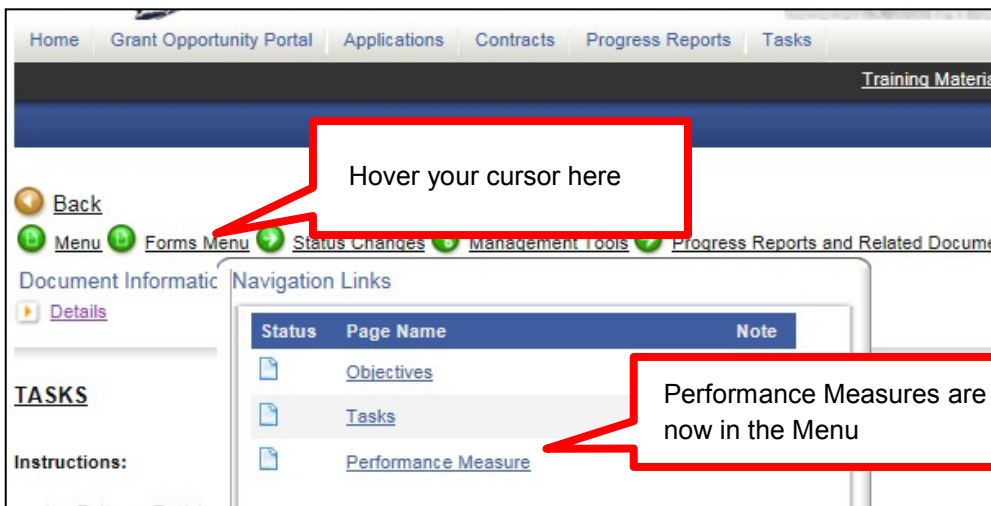 Home Grant Opportunity Portal Applications Contracts Progress Reports Tasks
Training
Hover your cursor here
Back
Menu Forms Menu Status Changes Management Tools Progress Reports and Related
Document Navigation Links
Details
Status Page Name Note
Objectives
TASKS
Tasks
Performance Measures are
now in the Menu
Instructions:
Performance Measure